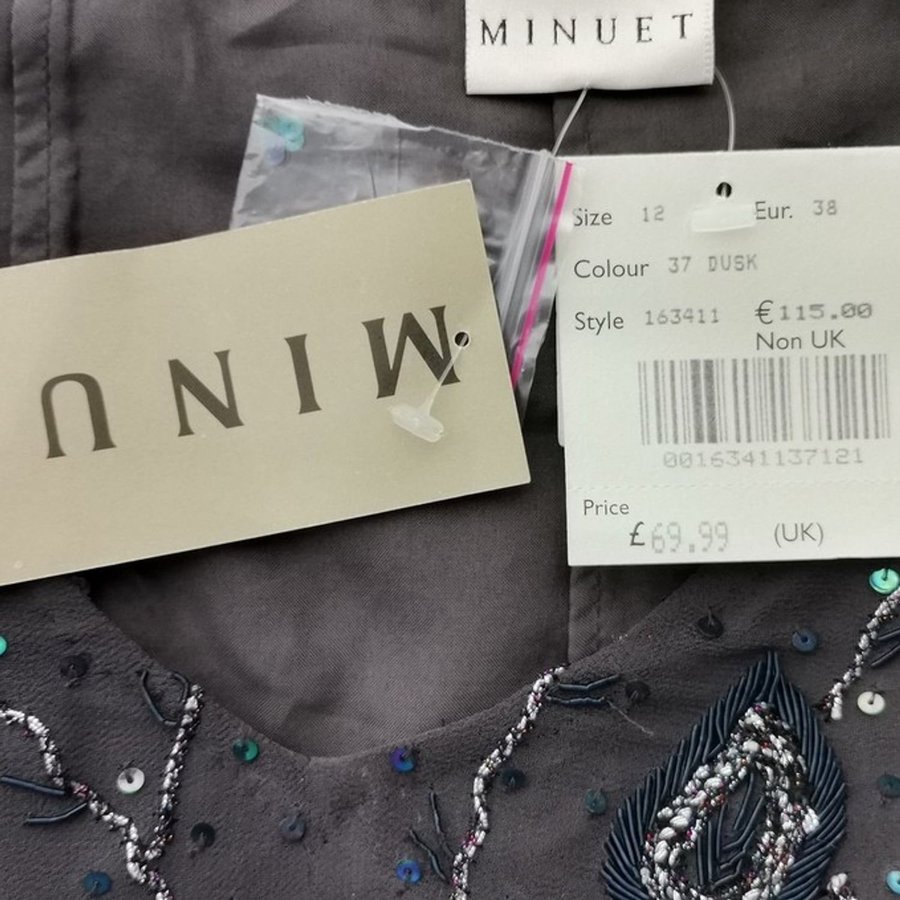 MINUET
Size 12 Eur. 38
Colour 37 DUSK
Style 163411 €115.00
Non UK
0016341137121
Price
£69.99 (UK)
MINU